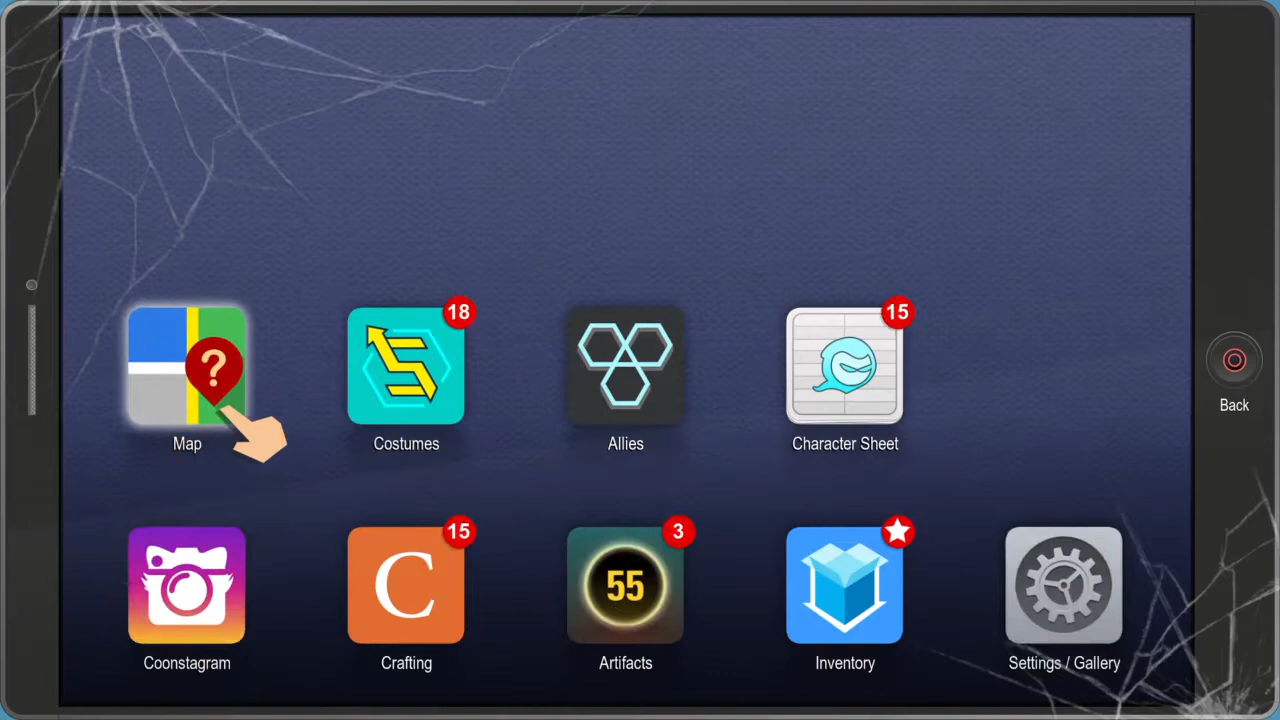 18
15
?
Map
Costumes
Allies
Character Sheet
Back
15
3
C
55
Coonstagram
Crafting
Artifacts
Inventory
Settings / Gallery